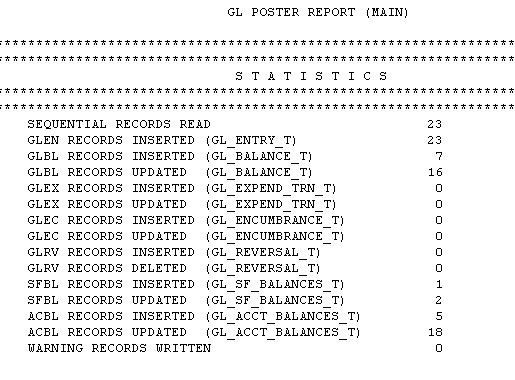 GL POSTER REPORT (MAIN)
*****************************************************************
*****************************************************************
S T A T I S T I C S
*****************************************************************
*****************************************************************
SEQUENTIAL RECORDS READ 23
GLEN RECORDS INSERTED (GL_ENTRY_T) 23
GLBL RECORDS INSERTED (GL_BALANCE_T) 7
GLBL RECORDS UPDATED (GL_BALANCE_T) 16
GLEX RECORDS INSERTED (GL_EXPEND_TRN_T) 0
GLEX RECORDS UPDATED (GL_EXPEND_TRN_T) 0
GLEC RECORDS INSERTED (GL_ENCUMBRANCE_T) 0
GLEC RECORDS UPDATED (GL_ENCUMBRANCE_T) 0
GLRV RECORDS INSERTED (GL_REVERSAL_T) 0
GLRV RECORDS DELETED (GL_REVERSAL_T) 0
SFBL RECORDS INSERTED (GL_SF_BALANCES_T) 1
SFBL RECORDS UPDATED (GL_SF_BALANCES_T) 2
ACBL RECORDS INSERTED (GL_ACCT_BALANCES_T) 5
ACBL RECORDS UPDATED (GL_ACCT_BALANCES_T) 18
WARNING RECORDS WRITTEN 0